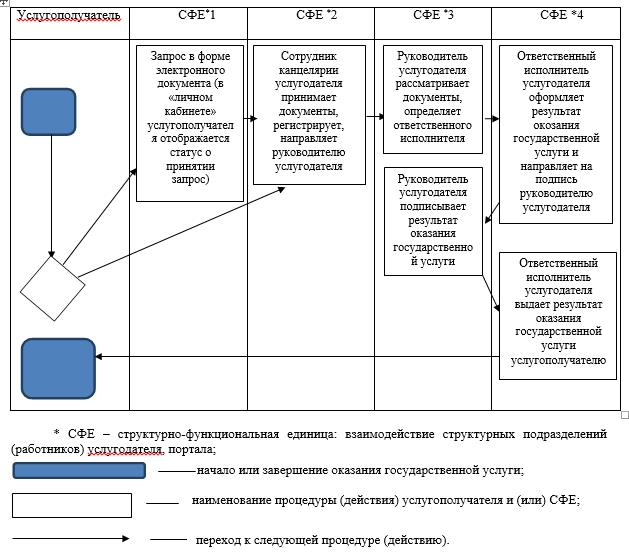 Услугополучатель
СФЕ*1
СФЕ *2
СФЕ *3
СФЕ *4
Запрос в форме
электронного
документа (в
«личном
кабинете»
услугополучател
я отображается
статус о
принятии
запрос)
Сотрудник
канцелярии
услугодателя
принимает
документы,
регистрирует,
направляет
руководителю
услугодателя
Руководитель
услугодателя
рассматривает
документы,
определяет
ответственного
исполнителя
Ответственный
исполнитель
услугодателя
оформляет
результат
оказания
государственной
услуги и
направляет на
подпись
руководителю
услугодателя
Руководитель
услугодателя
подписывает
результат
оказания
государственно
й услуги
Ответственный
исполнитель
услугодателя
выдает результат
оказания
государственной
услуги
услугополучателю
* СФЕ – структурно-функциональная единица: взаимодействие структурных подразделений
(работников) услугодателя, портала;
начало или завершение оказания государственной услуги;
наименование процедуры (действия) услугополучателя и (или) СФЕ;
переход к следующей процедуре (действию).